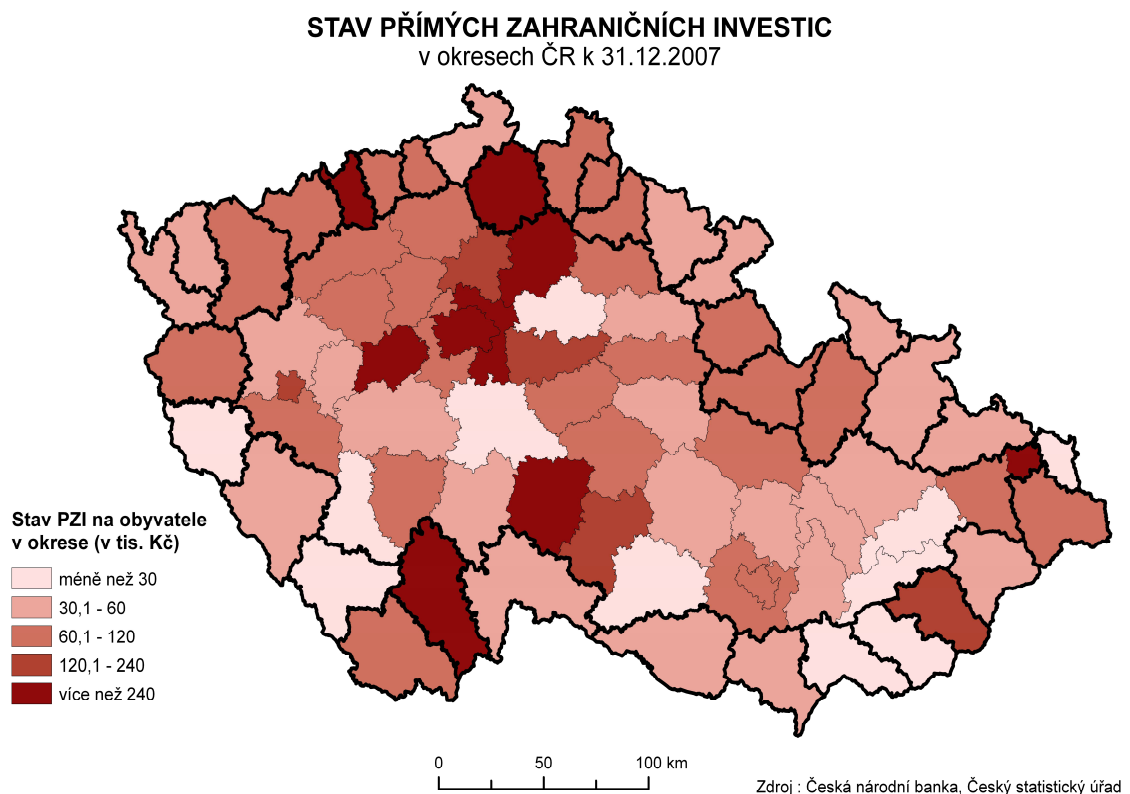 STAV PŘÍMÝCH ZAHRANIČNÍCH INVESTIC
v okresech ČR k 31.12.2007
Stav PZI na obyvatele
v okrese (v tis. Kč)
méně než 30
30,1 - 60
60,1 - 120
120,1 - 240
více než 240
0 50 100 km
Zdroj : Česká národní banka, Český statistický úřad